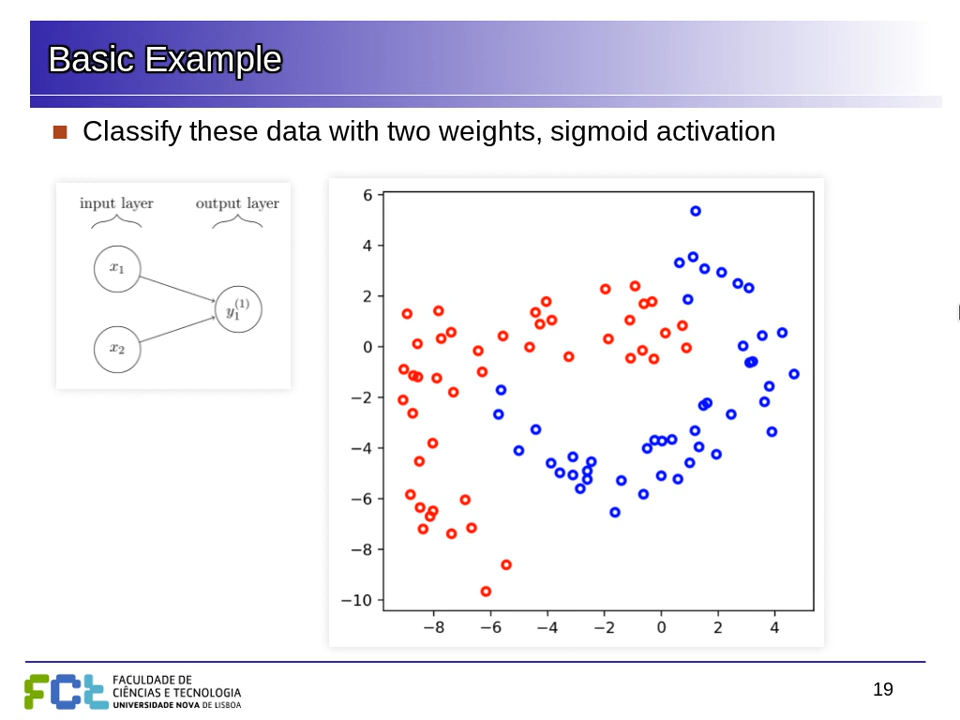 Basic Example
Classify these data with two weights, sigmoid activation
input layer output layer
x₁
y₁⁽¹⁾
x₂
6
4
2
0
−2
−4
−6
−8
−10
−8 −6 −4 −2 0 2 4
FACULDADE DE
CIÊNCIAS E TECNOLOGIA
UNIVERSIDADE NOVA DE LISBOA
FCt
19